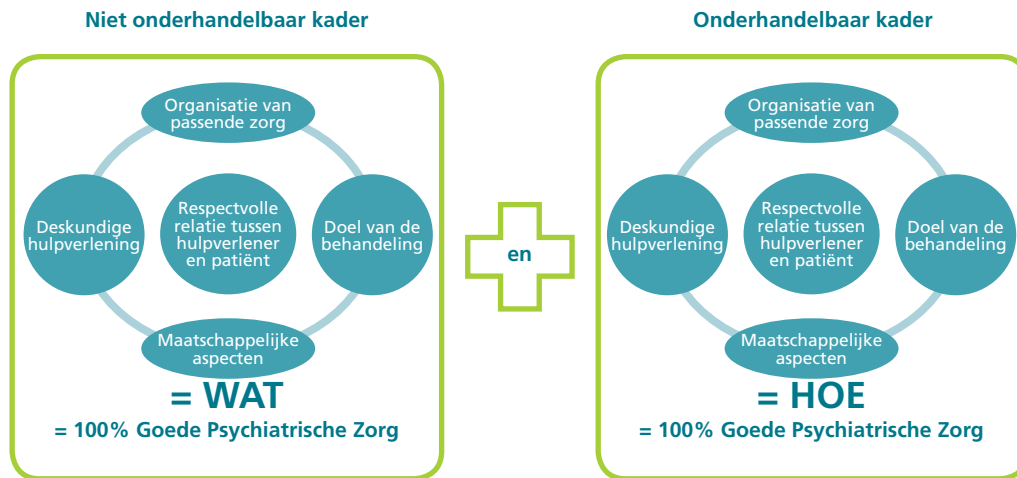 Niet onderhandelbaar kader
Organisatie van
passende zorg
Deskundige
hulpverlening
Respectvolle
relatie tussen
hulpverlener
en patiënt
Doel van de
behandeling
Maatschappelijke
aspecten
= WAT
= 100% Goede Psychiatrische Zorg
en
Onderhandelbaar kader
Organisatie van
passende zorg
Deskundige
hulpverlening
Respectvolle
relatie tussen
hulpverlener
en patiënt
Doel van de
behandeling
Maatschappelijke
aspecten
= HOE
= 100% Goede Psychiatrische Zorg